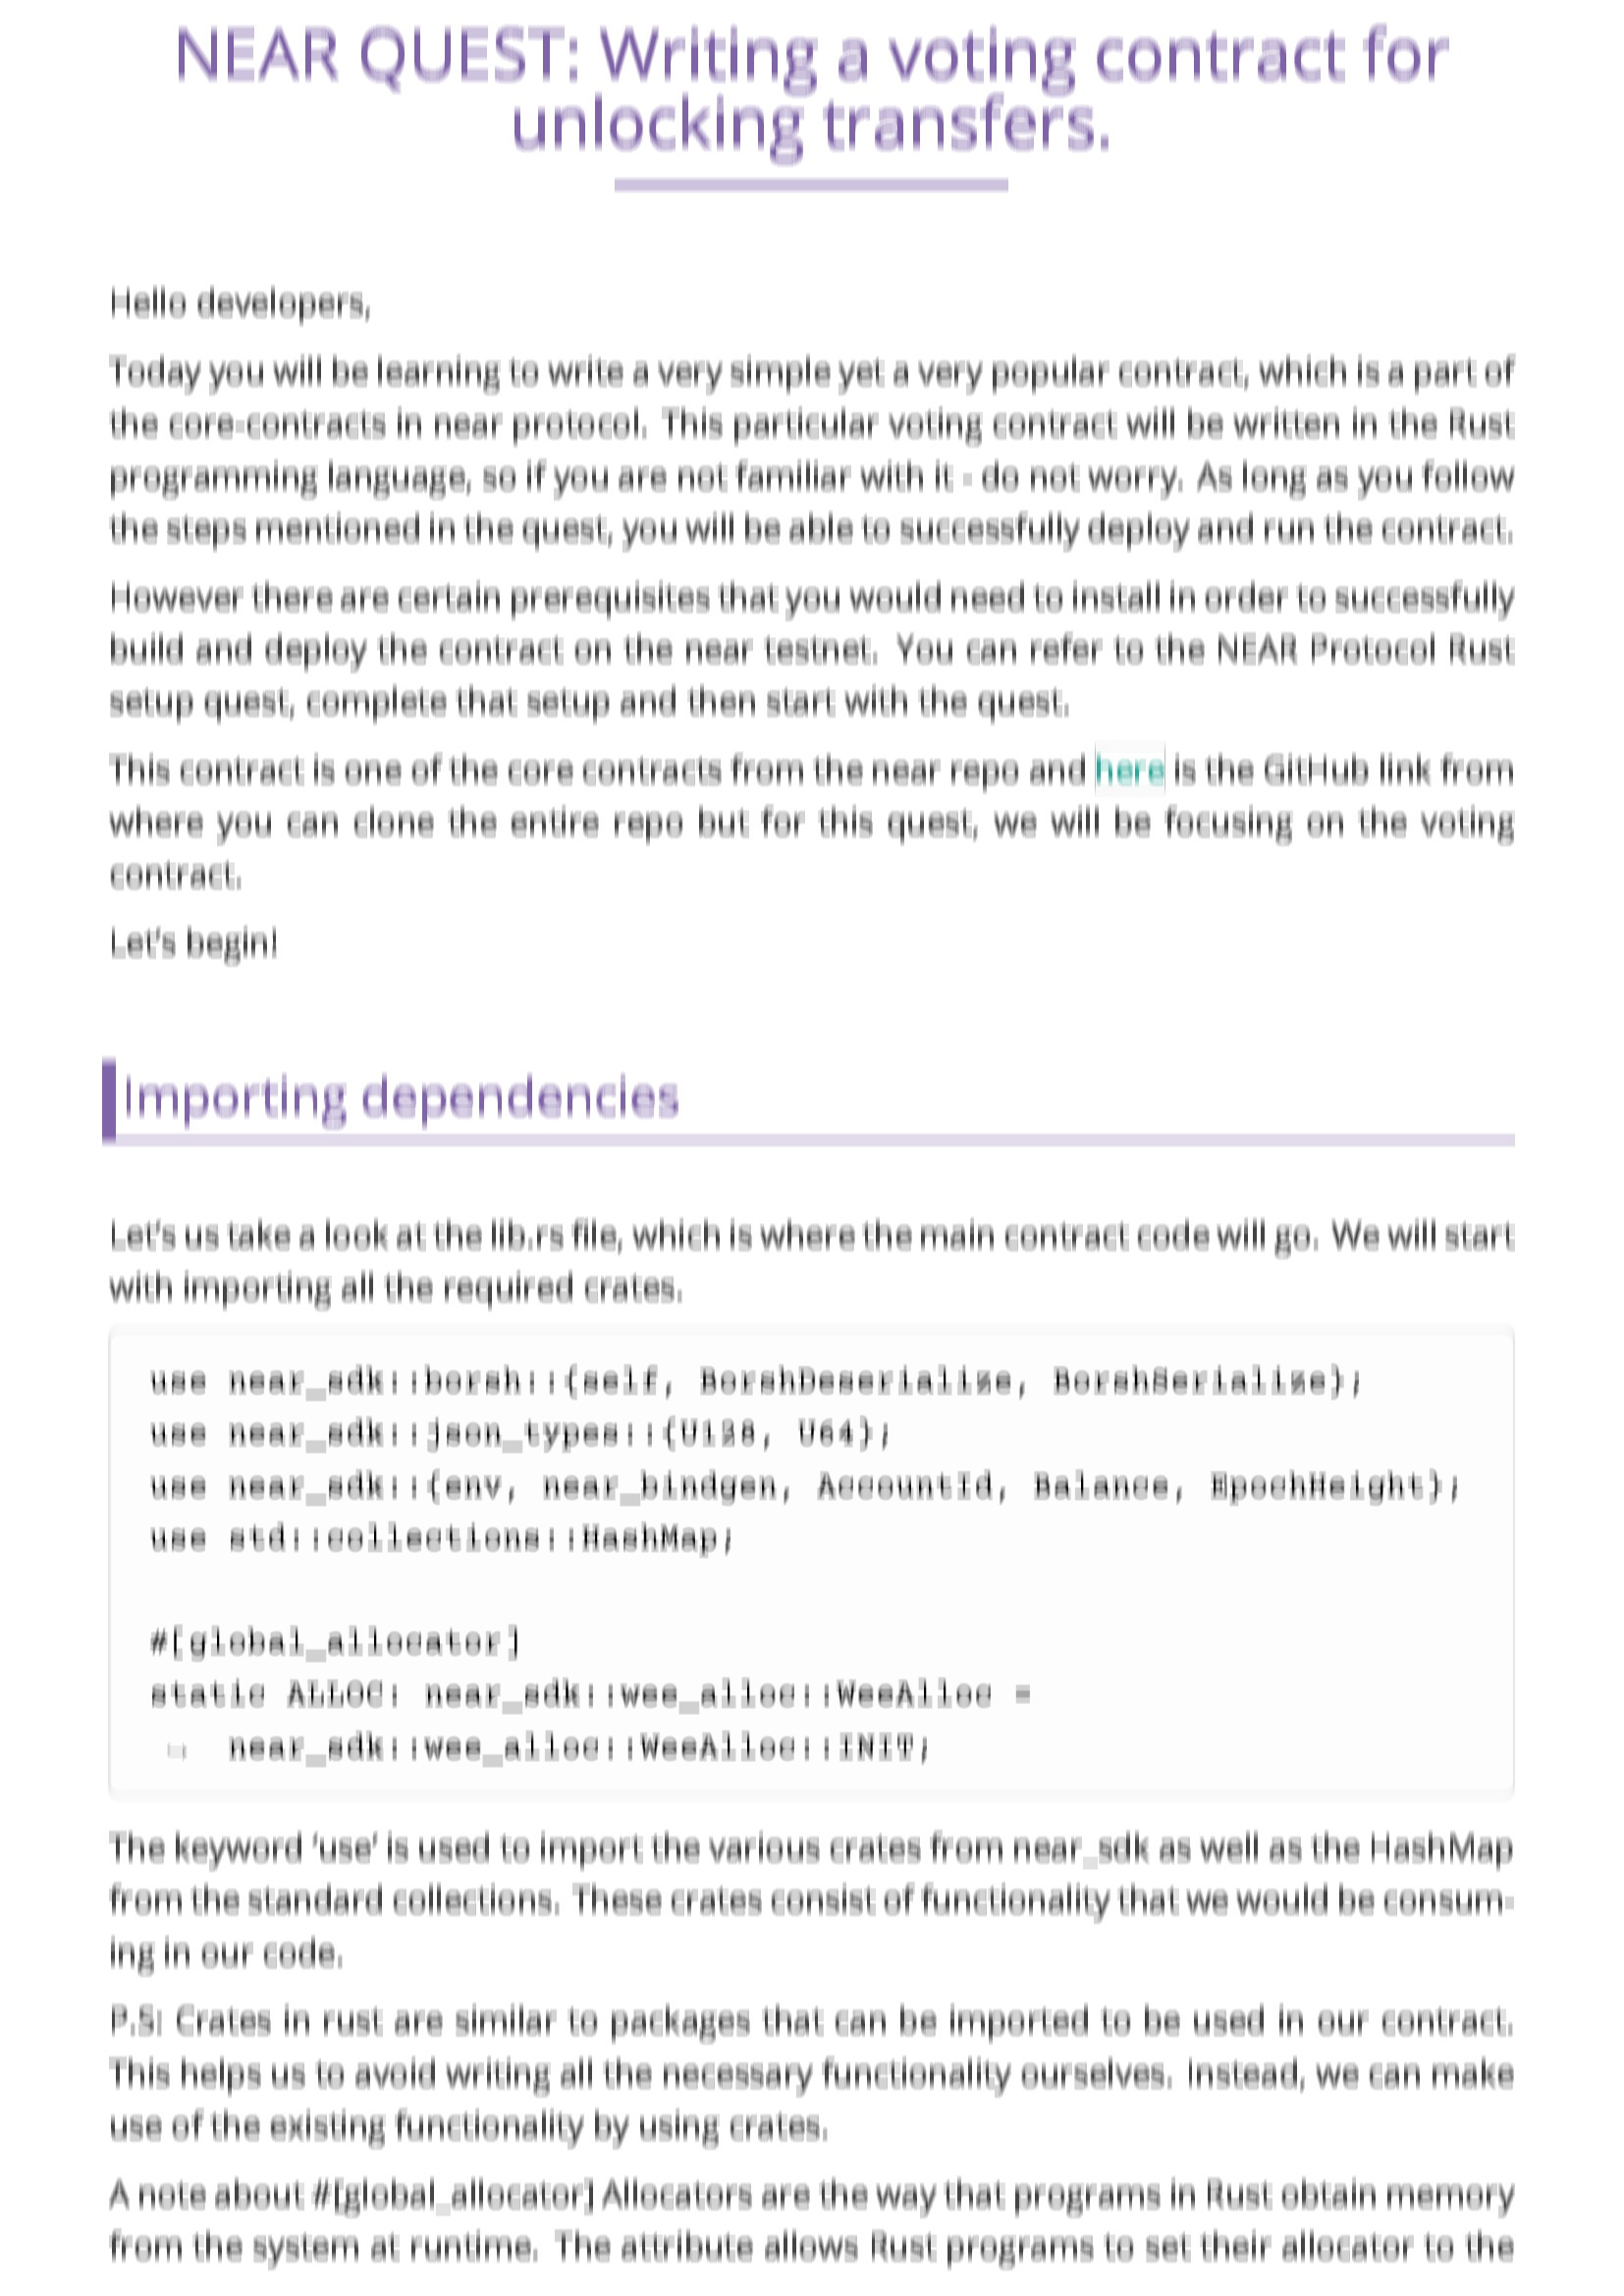 NEAR QUEST: Writing a voting contract for
unlocking transfers.
Hello developers,
Today you will be learning to write a very simple yet a very popular contract, which is a part of
the core-contracts in near protocol. This particular voting contract will be written in the Rust
programming language, so if you are not familiar with it - do not worry. As long as you follow
the steps mentioned in the quest, you will be able to successfully deploy and run the contract.
However there are certain prerequisites that you would need to install in order to successfully
build and deploy the contract on the near testnet. You can refer to the NEAR Protocol Rust
setup quest, complete that setup and then start with the quest.
This contract is one of the core contracts from the near repo and here is the GitHub link from
where you can clone the entire repo but for this quest, we will be focusing on the voting
contract.
Let's begin!
Importing dependencies
Let's us take a look at the lib.rs file, which is where the main contract code will go. We will start
with importing all the required crates.
use near_sdk::borsh::{self, BorshDeserialize, BorshSerialize};
use near_sdk::json_types::{U128, U64};
use near_sdk::{env, near_bindgen, AccountId, Balance, EpochHeight};
use std::collections::HashMap;
#[global_allocator]
static ALLOC: near_sdk::wee_alloc::WeeAlloc =
near_sdk::wee_alloc::WeeAlloc::INIT;
The keyword 'use' is used to import the various crates from near_sdk as well as the HashMap
from the standard collections. These crates consist of functionality that we would be consum-
ing in our code.
P.S: Crates in rust are similar to packages that can be imported to be used in our contract.
This helps us to avoid writing all the necessary functionality ourselves. Instead, we can make
use of the existing functionality by using crates.
A note about #[global_allocator] Allocators are the way that programs in Rust obtain memory
from the system at runtime. The attribute allows Rust programs to set their allocator to the